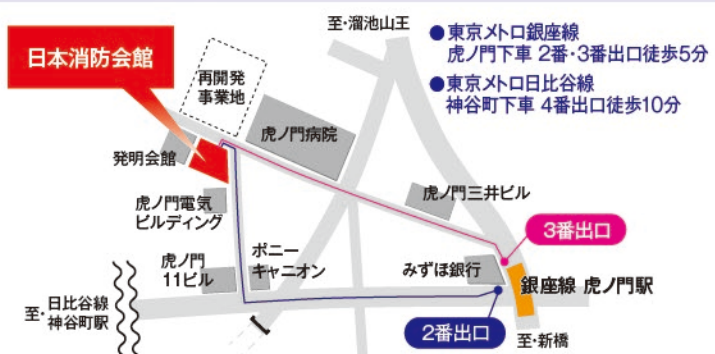 至・溜池山王
●東京メトロ銀座線
虎ノ門下車 2番・3番出口徒歩5分
●東京メトロ日比谷線
神谷町下車 4番出口徒歩10分
日本消防会館
再開発
事業地
虎ノ門病院
発明会館
虎ノ門三井ビル
虎ノ門電気
ビルディング
3番出口
虎ノ門
11ビル
ポニー
キャニオン
みずほ銀行
銀座線 虎ノ門駅
至・日比谷線
神谷町駅
2番出口
至・新橋